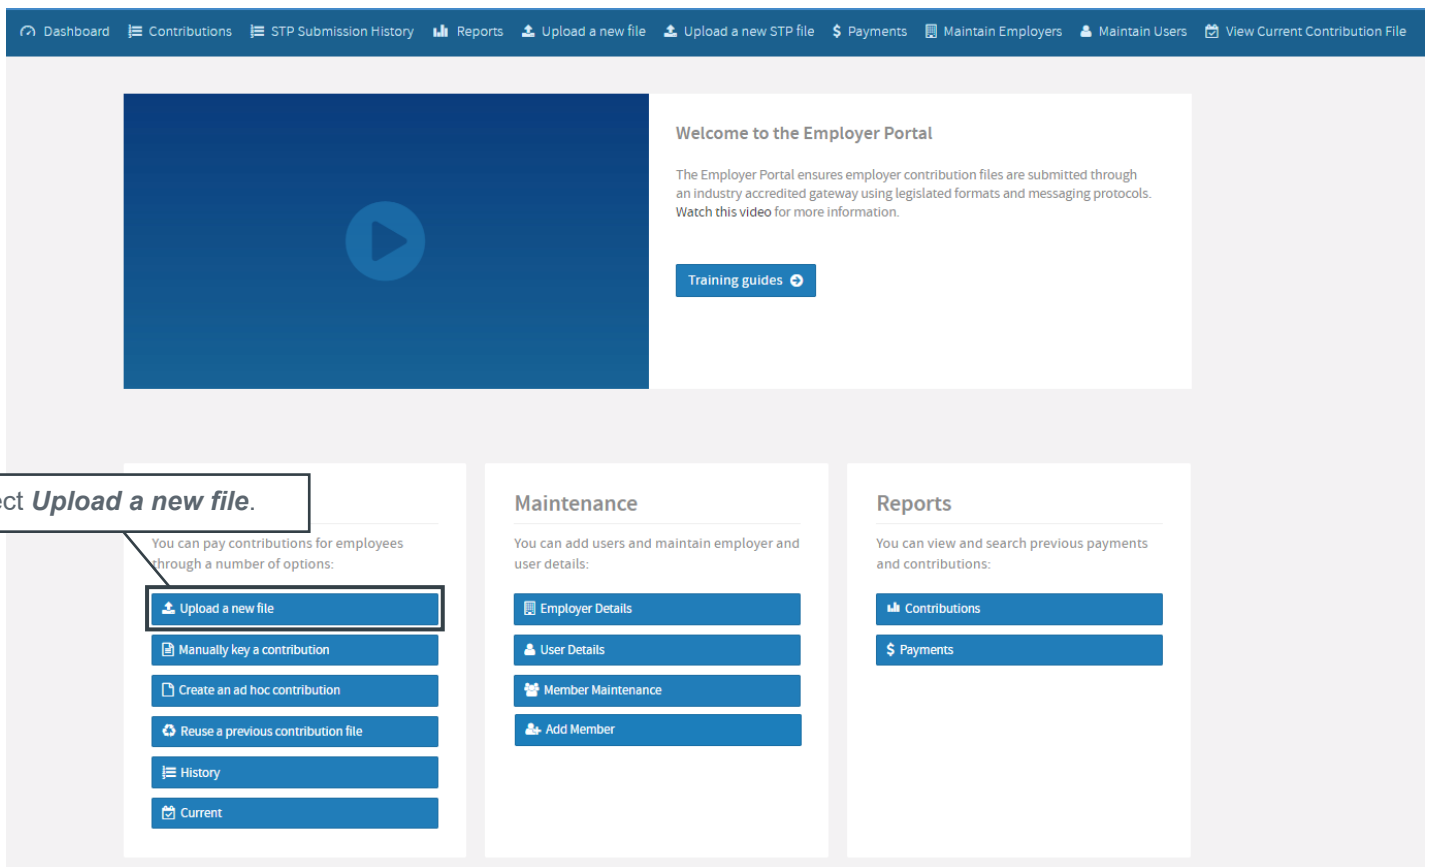 Dashboard Contributions STP Submission History Reports Upload a new file Upload a new STP file $ Payments Maintain Employers Maintain Users View Current Contribution File
Welcome to the Employer Portal
The Employer Portal ensures employer contribution files are submitted through
an industry accredited gateway using legislated formats and messaging protocols.
Watch this video for more information.
Training guides
ect Upload a new file.
You can pay contributions for employees
through a number of options:
Upload a new file
Manually key a contribution
Create an ad hoc contribution
Reuse a previous contribution file
History
Current
Maintenance
You can add users and maintain employer and
user details:
Employer Details
User Details
Member Maintenance
Add Member
Reports
You can view and search previous payments
and contributions:
Contributions
$ Payments